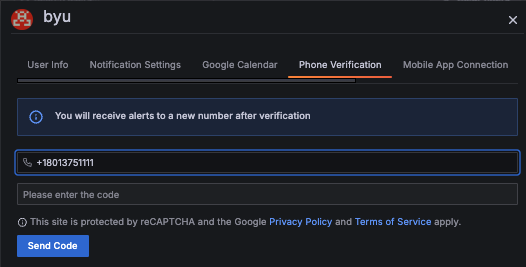 byu
User Info Notification Settings Google Calendar Phone Verification Mobile App Connection
You will receive alerts to a new number after verification
+18013751111
Please enter the code
This site is protected by reCAPTCHA and the Google Privacy Policy and Terms of Service apply.
Send Code